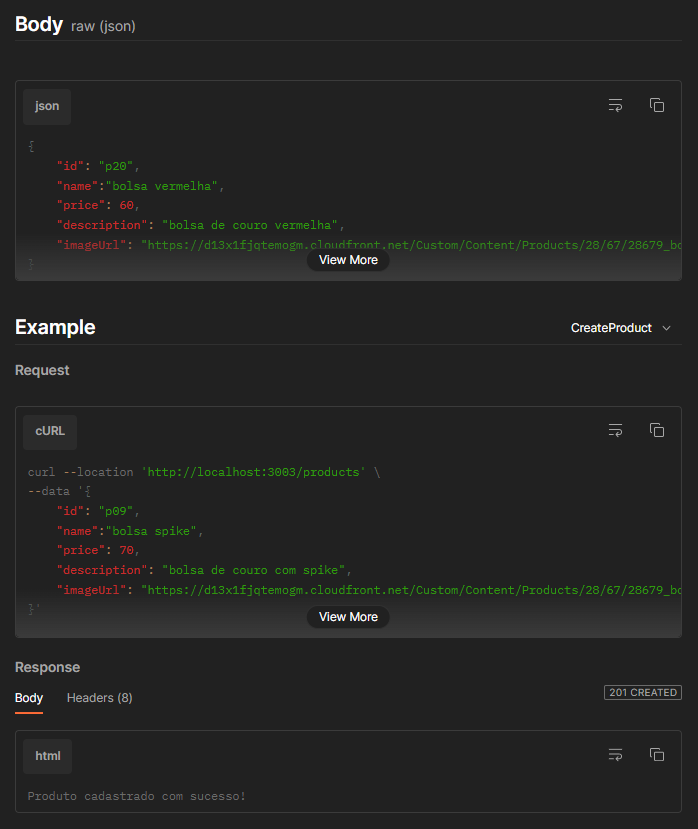 Body raw (json)
json
{
"id": "p20",
"name":"bolsa vermelha",
"price": 60,
"description": "bolsa de couro vermelha",
"imageUrl": "https://d13x1fjqtemogm.cloudfront.net/Custom/Content/Products/28/67/28679_bo
}
View More
Example CreateProduct
Request
cURL
curl --location 'http://localhost:3003/products' \
--data '{
"id": "p09",
"name":"bolsa spike",
"price": 70,
"description": "bolsa de couro com spike",
"imageUrl": "https://d13x1fjqtemogm.cloudfront.net/Custom/Content/Products/28/67/28679_bo
}'
View More
Response
Body Headers (8) 201 CREATED
html
Produto cadastrado com sucesso!